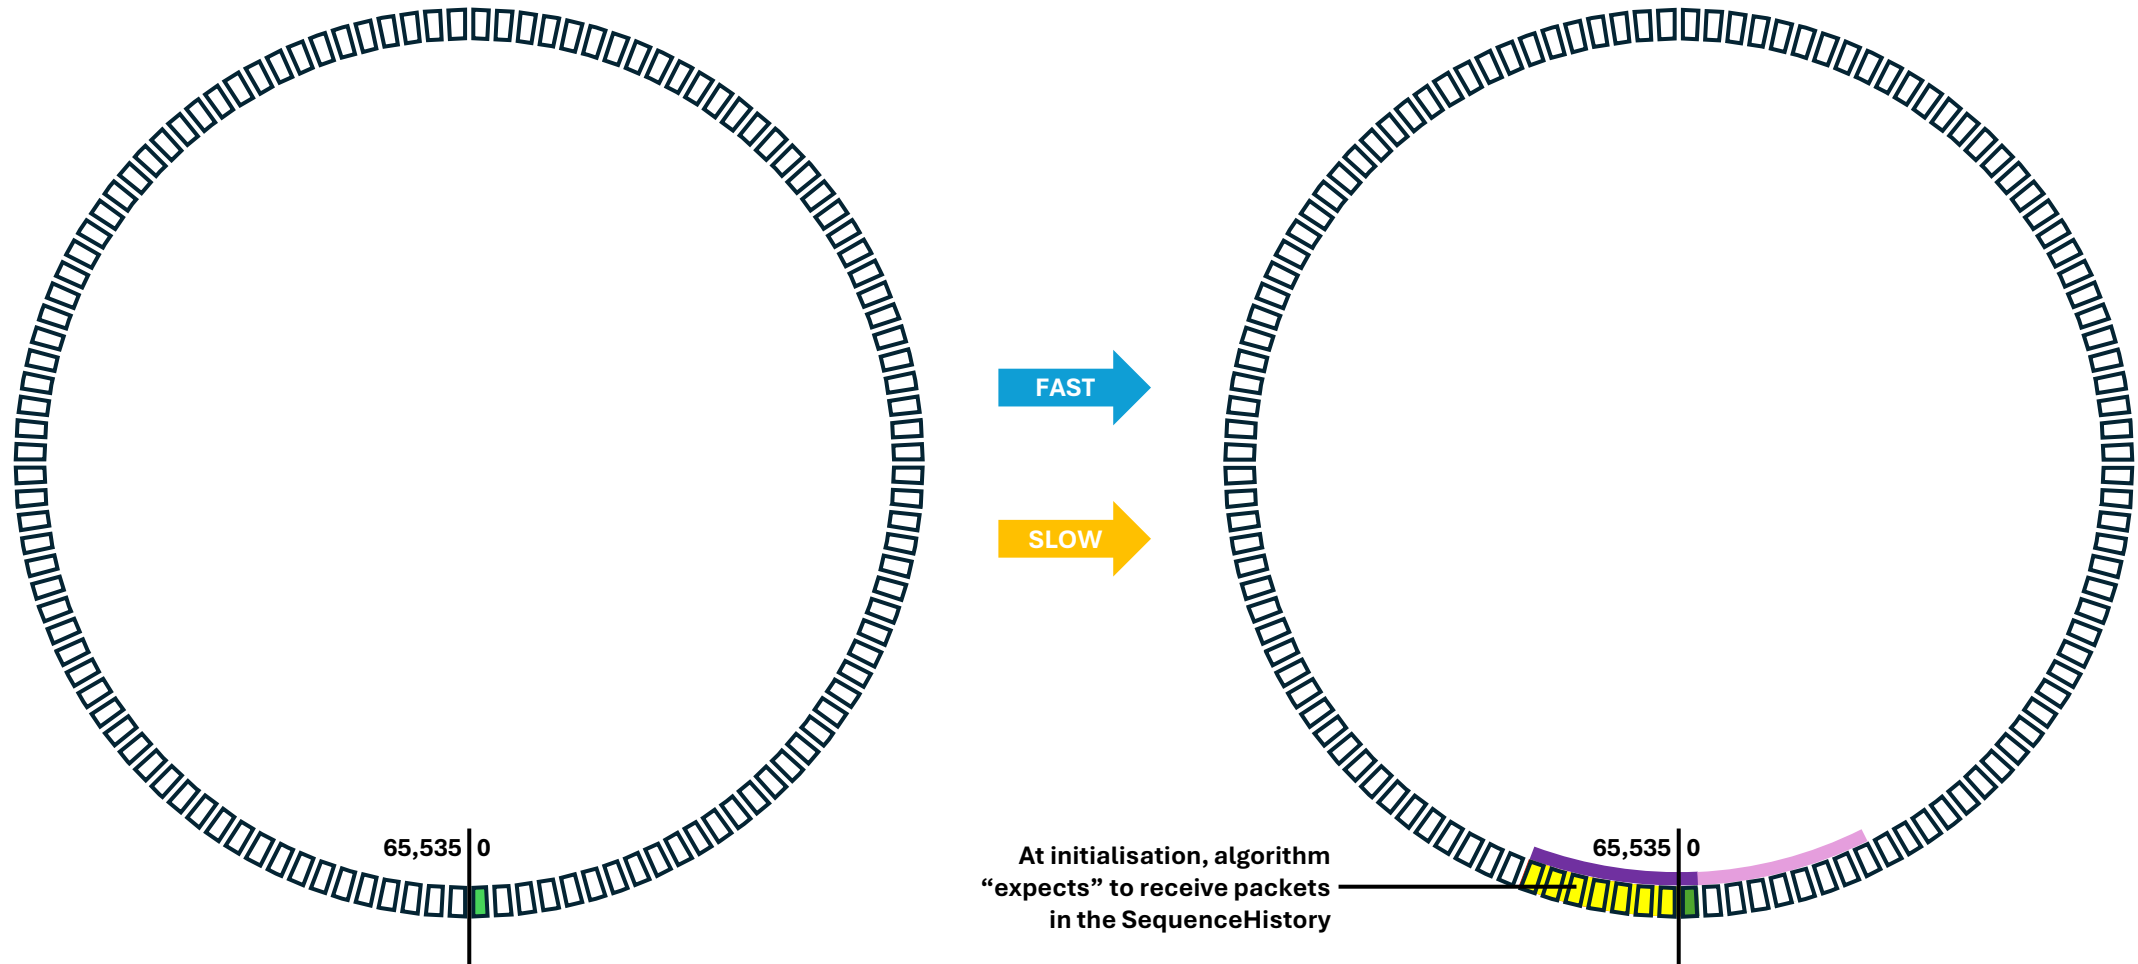 FAST
SLOW
65,535 0
At initialisation, algorithm
“expects” to receive packets
in the SequenceHistory
65,535 0